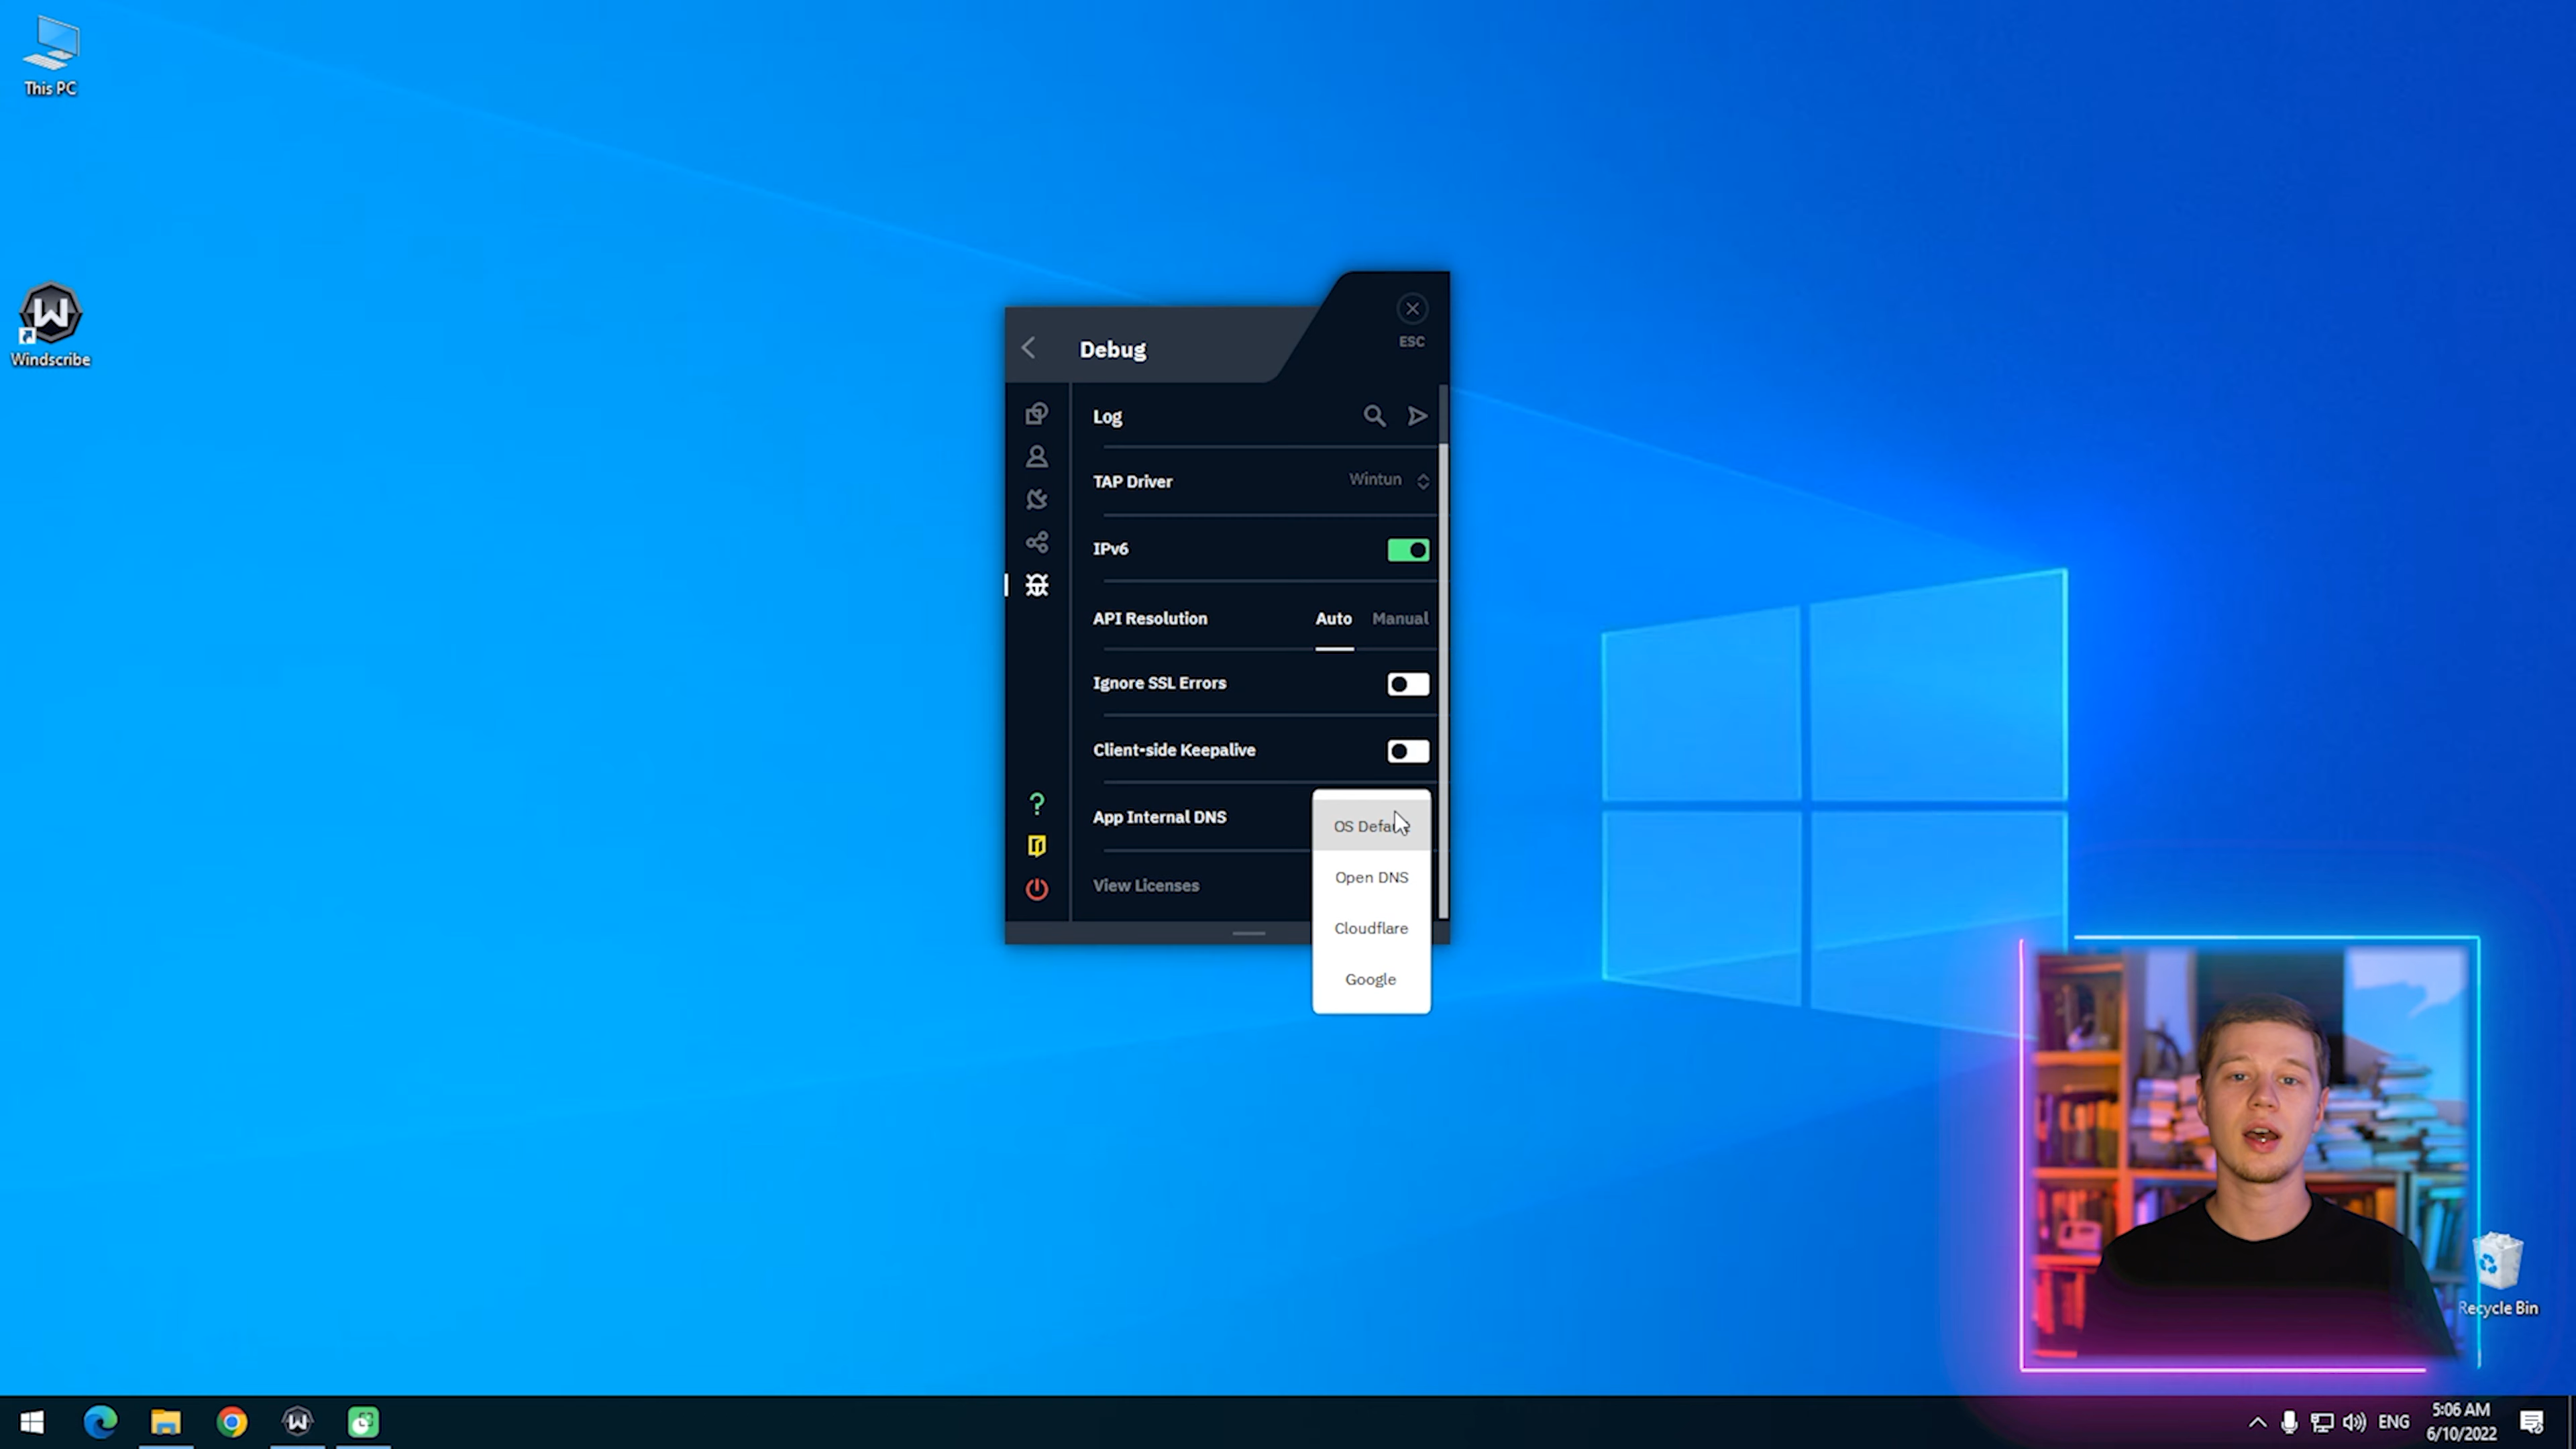 This PC
Windscribe
Debug
ESC
Log
TAP Driver
Wintun
IPv6
API Resolution
Auto
Manual
Ignore SSL Errors
Client-side Keepalive
App Internal DNS
OS
Open DNS
Cloudflare
Google
View Licenses
Recycle Bin
ENG
5:06 AM
6/10/2022